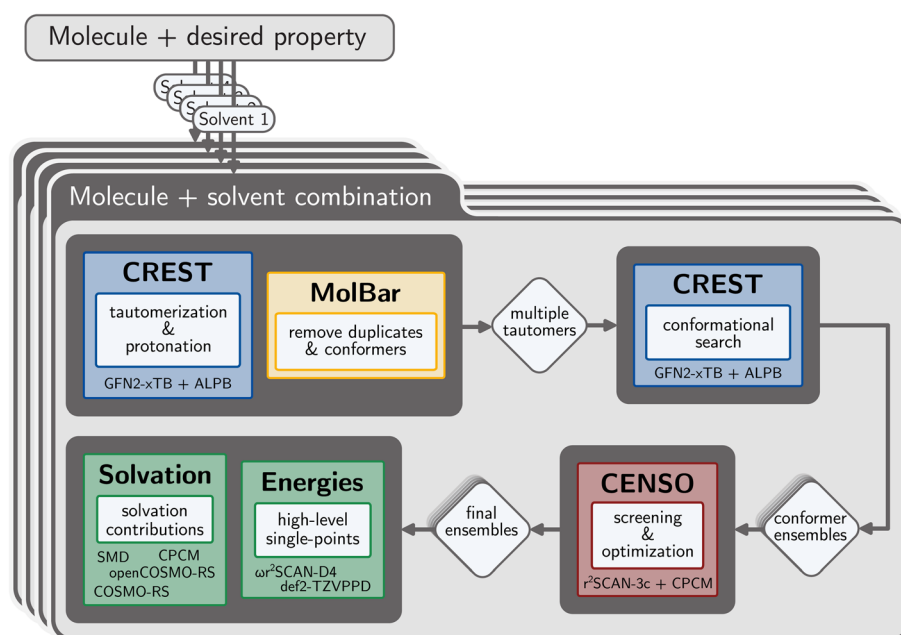 Molecule + desired property
Solvent 1
Molecule + solvent combination
CREST
tautomerization
&
protonation
GFN2-xTB + ALPB
MolBar
remove duplicates
& conformers
multiple
tautomers
CREST
conformational
search
GFN2-xTB + ALPB
Solvation
solvation
contributions
SMD CPCM
openCOSMO-RS
COSMO-RS
Energies
high-level
single-points
ωr²SCAN-D4
def2-TZVPPD
final
ensembles
CENSO
screening
&
optimization
r²SCAN-3c + CPCM
conformer
ensembles